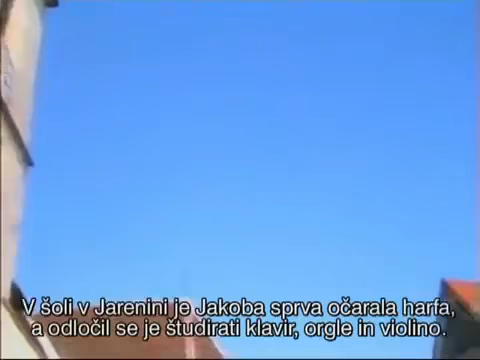 V šoli v Jarenini je Jakoba sprva očarala harfa,
a odločil se je študirati klavir, orgle in violino.